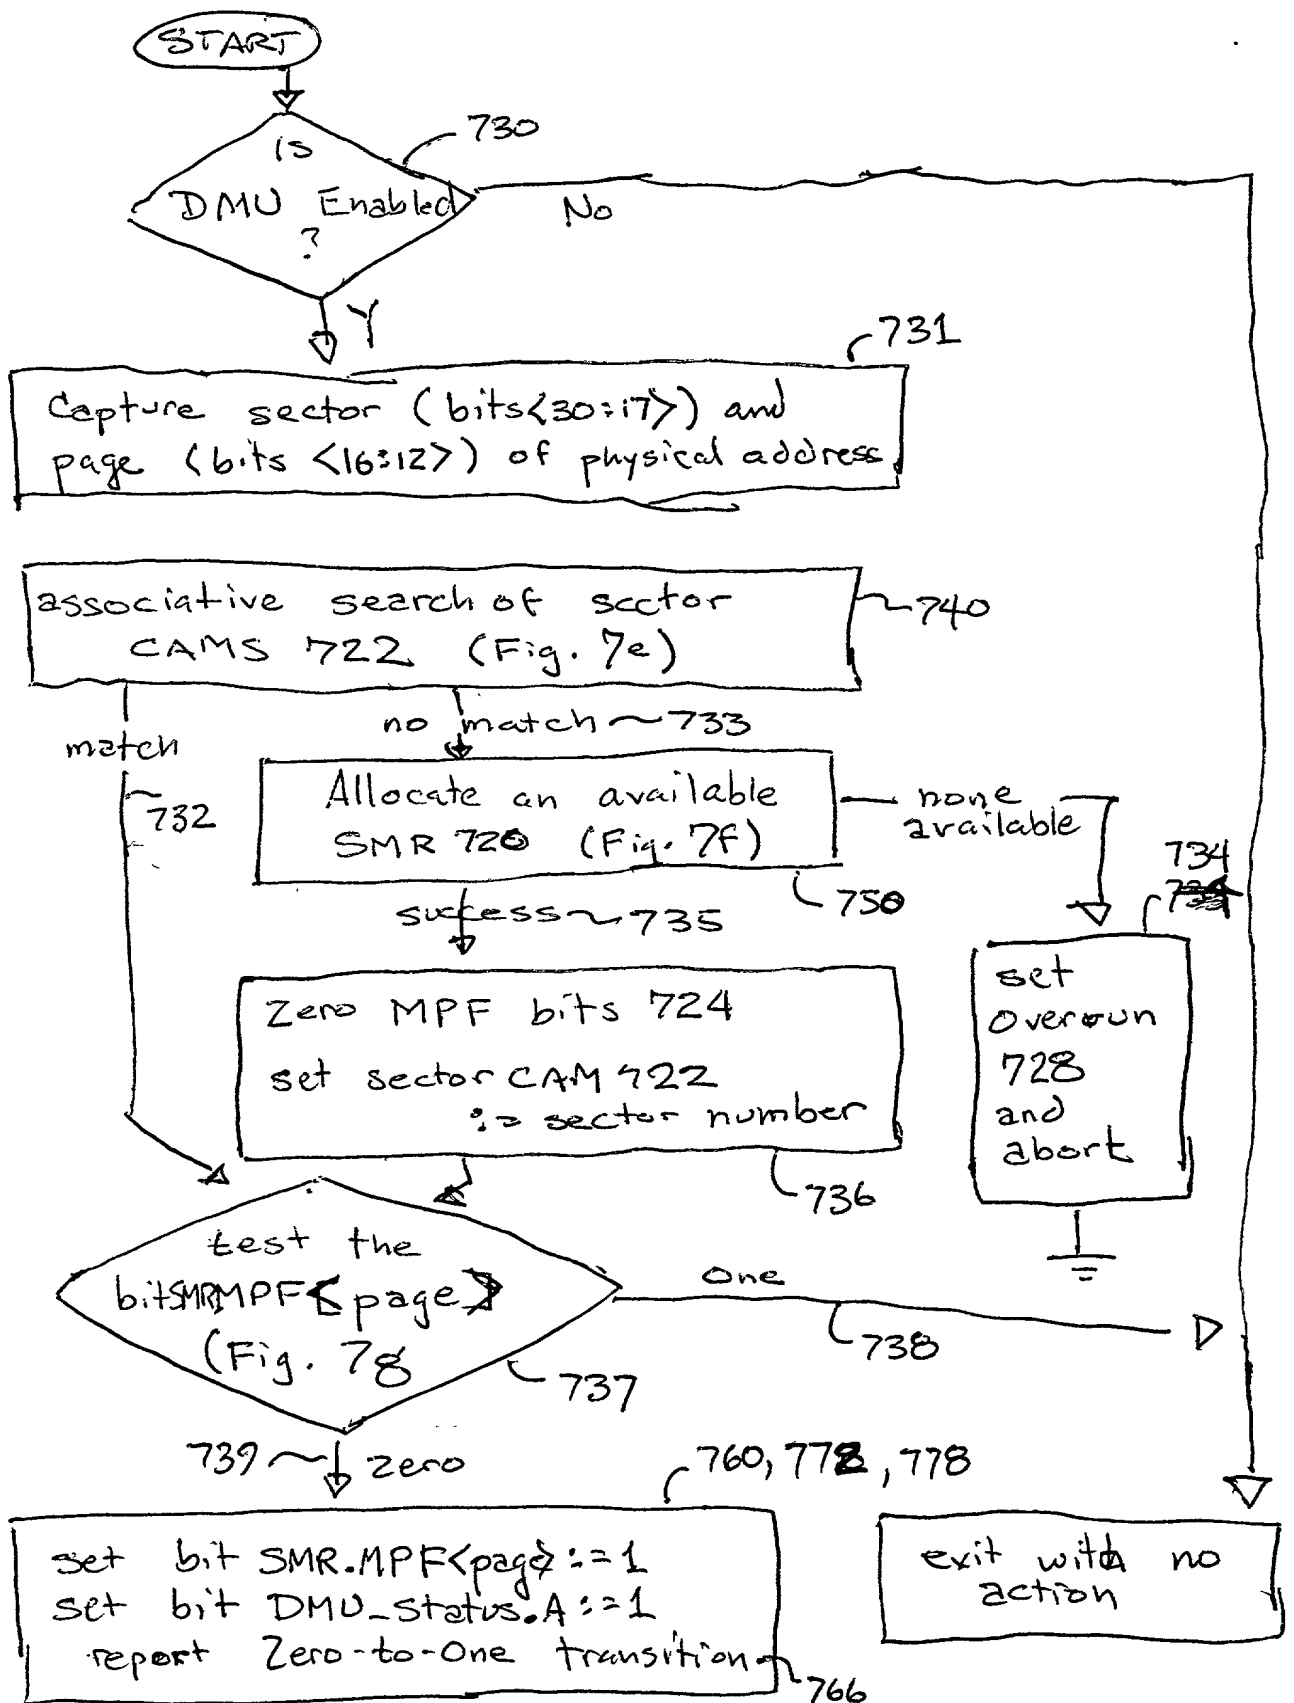 START
730
is
DMU Enabled
?
No
Y
731
Capture sector (bits<30:17>) and
page (bits <16:12>) of physical address
associative search of sector
CAMS 722 (Fig. 7e)
740
match
732
no match 733
Allocate an available
SMR 720 (Fig. 7f)
none
available
750
success 735
734
set
overrun
728
and
abort
Zero MPF bits 724
set sector CAM 722
:= sector number
736
test the
bit SMR MPF<page>
(Fig. 7g
One
738
737
739
zero
760, 772, 778
set bit SMR.MPF<page> :=1
set bit DMU_Status.A :=1
report Zero-to-One transition
766
exit with no
action